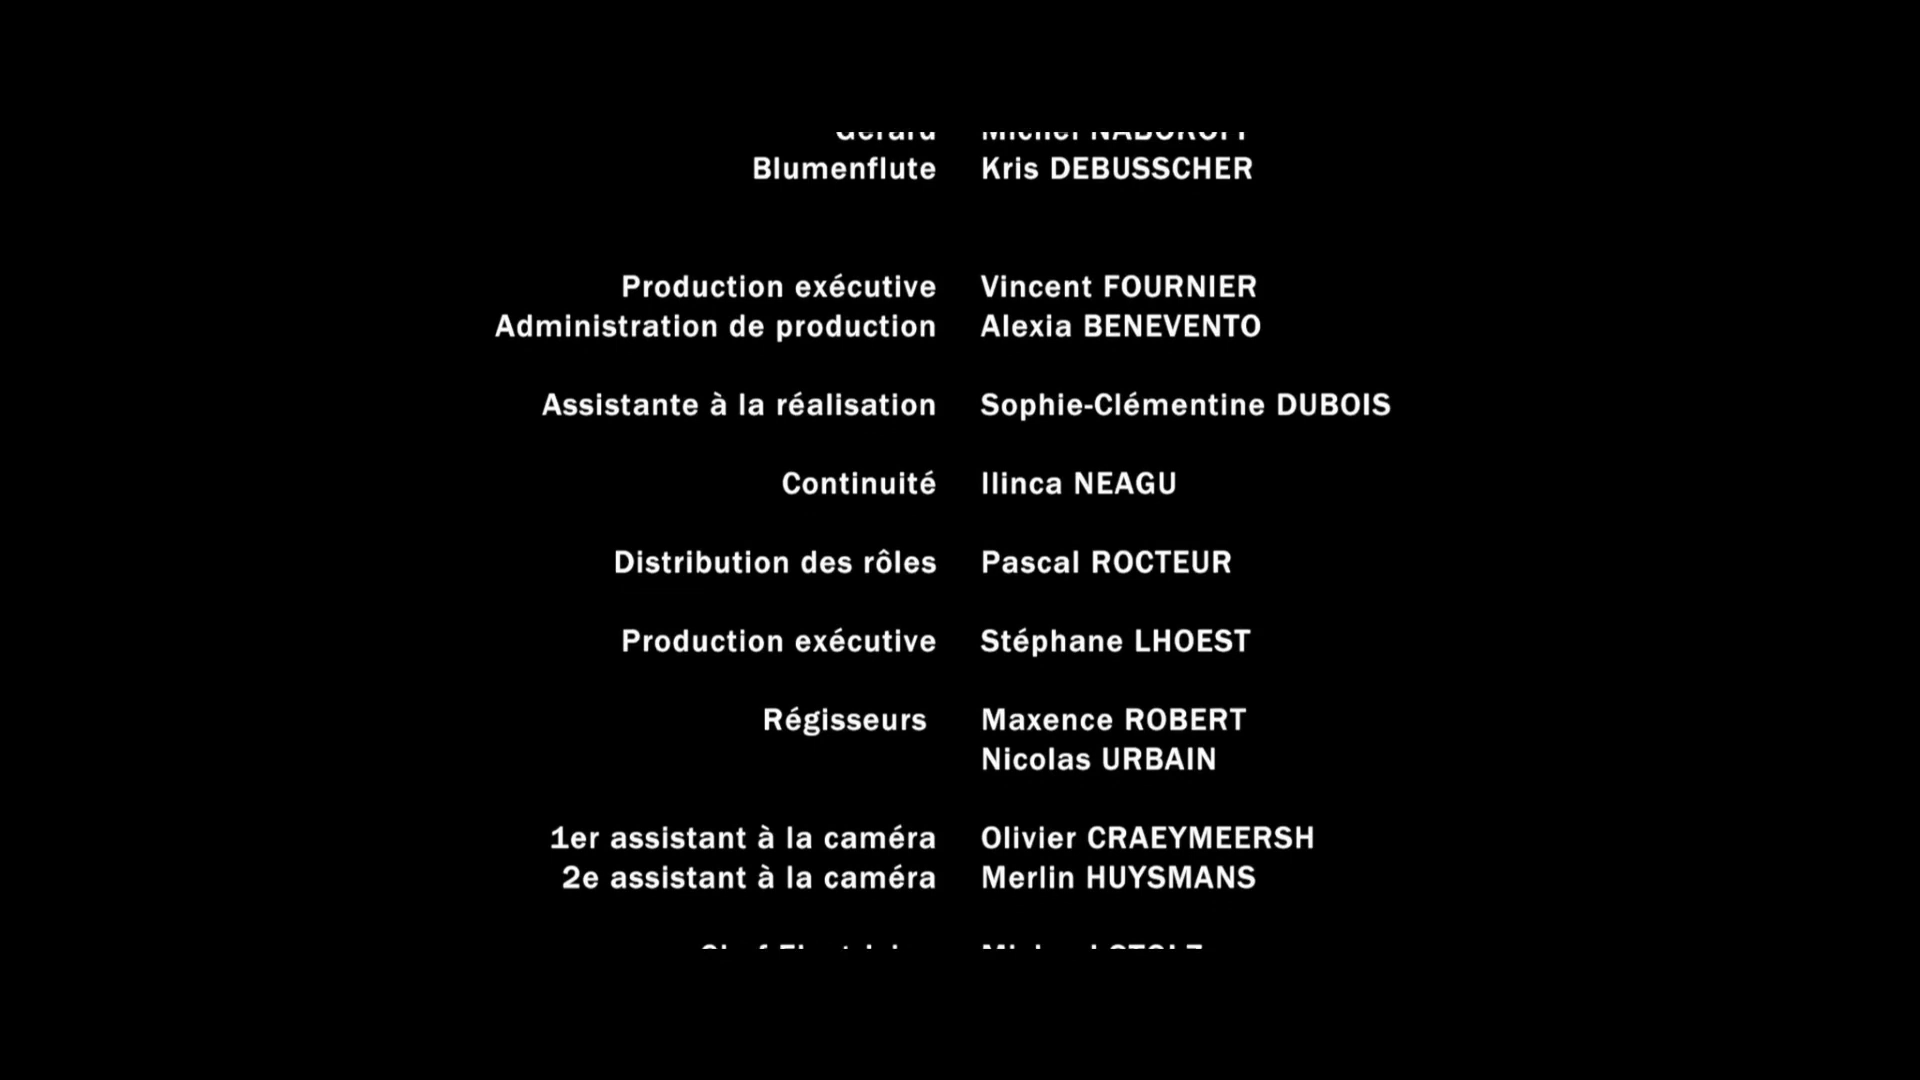 Gérard Michel
Blumenflute Kris DEBUSSCHER
Production exécutive Vincent FOURNIER
Administration de production Alexia BENEVENTO
Assistante à la réalisation Sophie-Clémentine DUBOIS
Continuité Ilinca NEAGU
Distribution des rôles Pascal ROCTEUR
Production exécutive Stéphane LHOEST
Régisseurs Maxence ROBERT
Nicolas URBAIN
1er assistant à la caméra Olivier CRAEYMEERSH
2e assistant à la caméra Merlin HUYSMANS